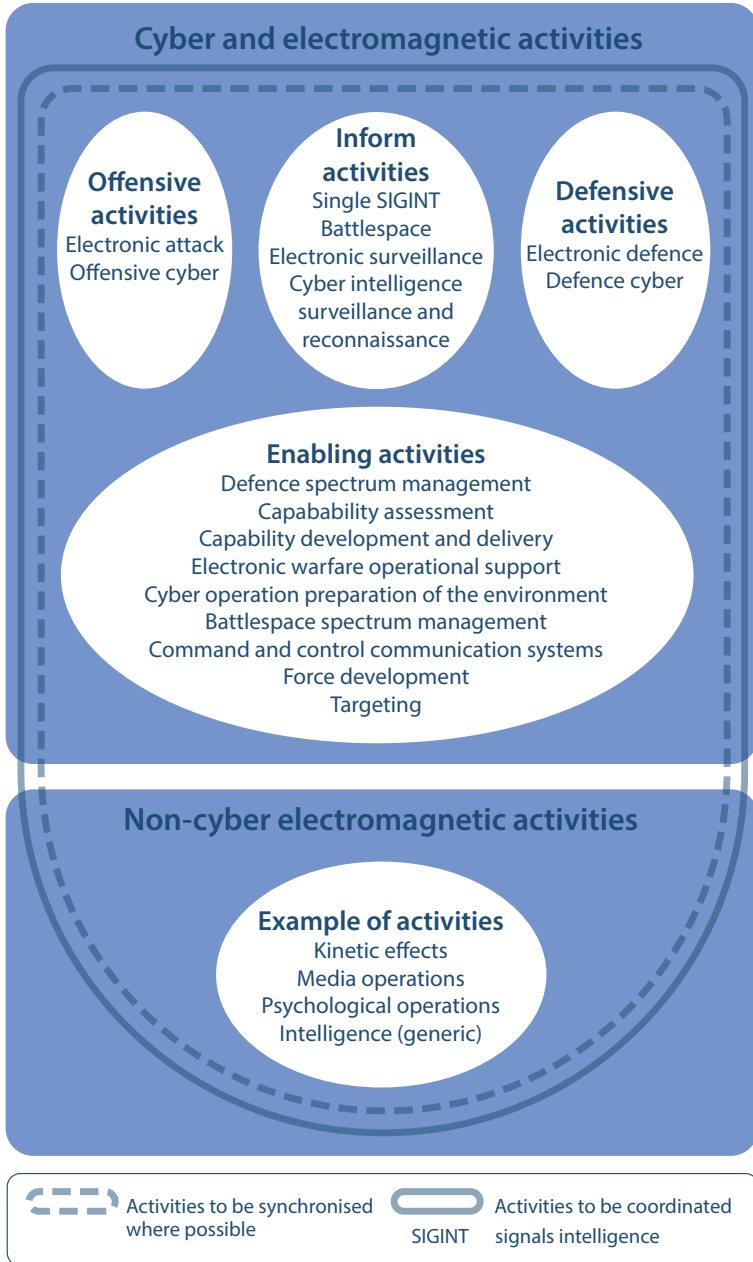 Cyber and electromagnetic activities
Offensive
activities
Electronic attack
Offensive cyber
Inform
activities
Single SIGINT
Battlespace
Electronic surveillance
Cyber intelligence
surveillance and
reconnaissance
Defensive
activities
Electronic defence
Defence cyber
Enabling activities
Defence spectrum management
Capabability assessment
Capability development and delivery
Electronic warfare operational support
Cyber operation preparation of the environment
Battlespace spectrum management
Command and control communication systems
Force development
Targeting
Non-cyber electromagnetic activities
Example of activities
Kinetic effects
Media operations
Psychological operations
Intelligence (generic)
Activities to be synchronised
where possible
Activities to be coordinated
SIGINT signals intelligence